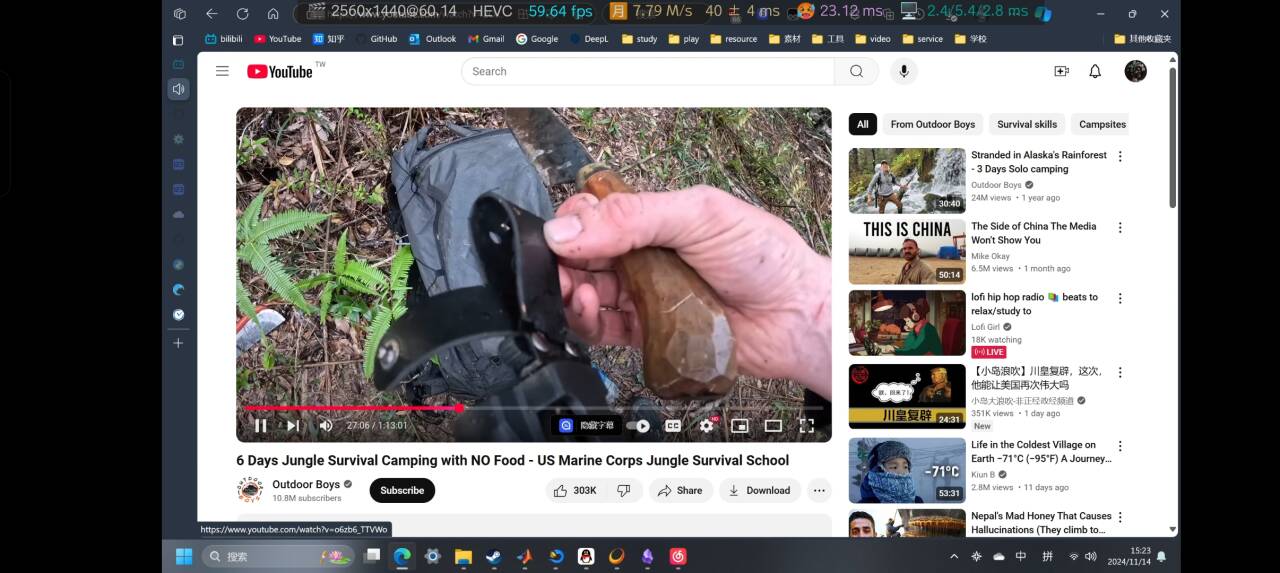 2560x1440@60.14 HEVC 59.64 fps 月 7.79 M/s 40 ± 4 ms 23.12 ms 2.4/5.4/2.8 ms
bilibili YouTube 知乎 GitHub Outlook Gmail Google DeepL study play resource 素材 工具 video service 学校 其他收藏夹
YouTube TW
Search
All From Outdoor Boys Survival skills Campsites
Stranded in Alaska's Rainforest
- 3 Days Solo camping
Outdoor Boys
24M views • 1 year ago
30:40
THIS IS CHINA
50:14
The Side of China The Media
Won't Show You
Mike Okay
6.5M views • 1 month ago
lofi hip hop radio beats to
relax/study to
Lofi Girl
18K watching
LIVE
【小岛浪吹】川皇复辟，这次，
他能让美国再次伟大吗
小岛大浪吹-非正经政经频道
351K views • 1 day ago
New
川皇复辟
24:31
Life in the Coldest Village on
Earth −71°C (−95°F) A Journey...
Kiun B
2.8M views • 11 days ago
-71°C
53:31
Nepal's Mad Honey That Causes
Hallucinations (They climb to...
27:06 / 1:13:01
隐藏字幕
CC
HD
6 Days Jungle Survival Camping with NO Food - US Marine Corps Jungle Survival School
OUTDOOR BOYS
Outdoor Boys
10.8M subscribers
Subscribe
303K
Share
Download
https://www.youtube.com/watch?v=o6zb6_TTVWo
搜索
中 拼
15:23
2024/11/14